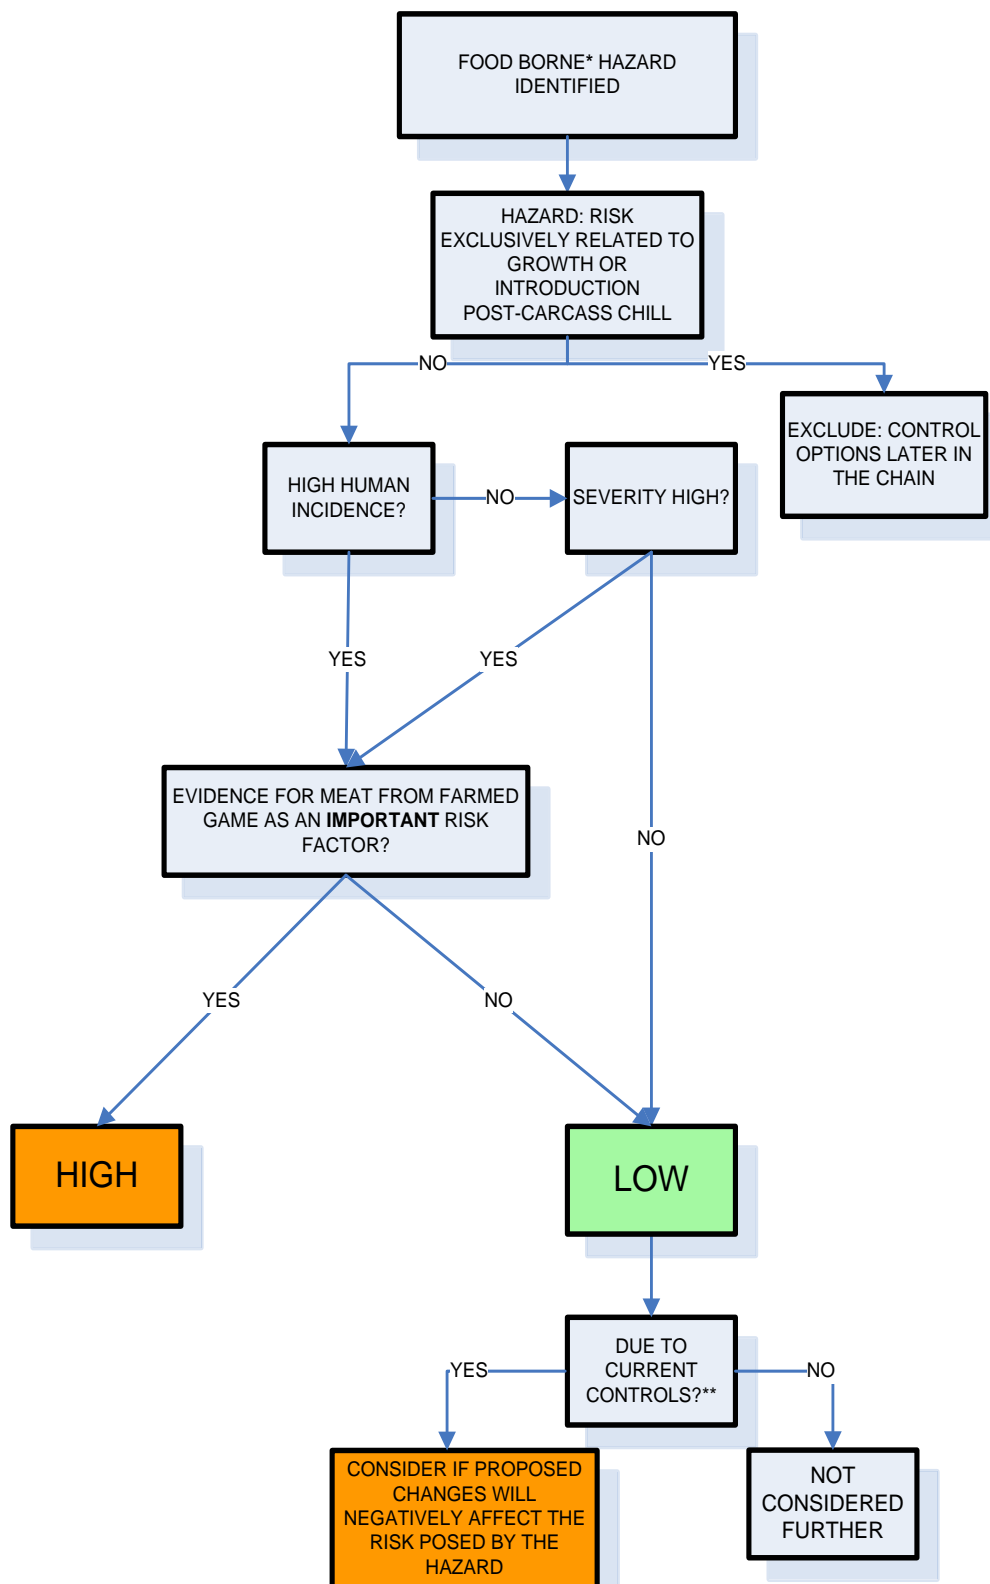 FOOD BORNE* HAZARD
IDENTIFIED
HAZARD: RISK
EXCLUSIVELY RELATED TO
GROWTH OR
INTRODUCTION
POST-CARCASS CHILL
NO
YES
EXCLUDE: CONTROL
OPTIONS LATER IN
THE CHAIN
HIGH HUMAN
INCIDENCE?
NO
SEVERITY HIGH?
YES
YES
EVIDENCE FOR MEAT FROM FARMED
GAME AS AN IMPORTANT RISK
FACTOR?
NO
YES
NO
HIGH
LOW
DUE TO
CURRENT
CONTROLS?**
YES
NO
CONSIDER IF PROPOSED
CHANGES WILL
NEGATIVELY AFFECT THE
RISK POSED BY THE
HAZARD
NOT
CONSIDERED
FURTHER